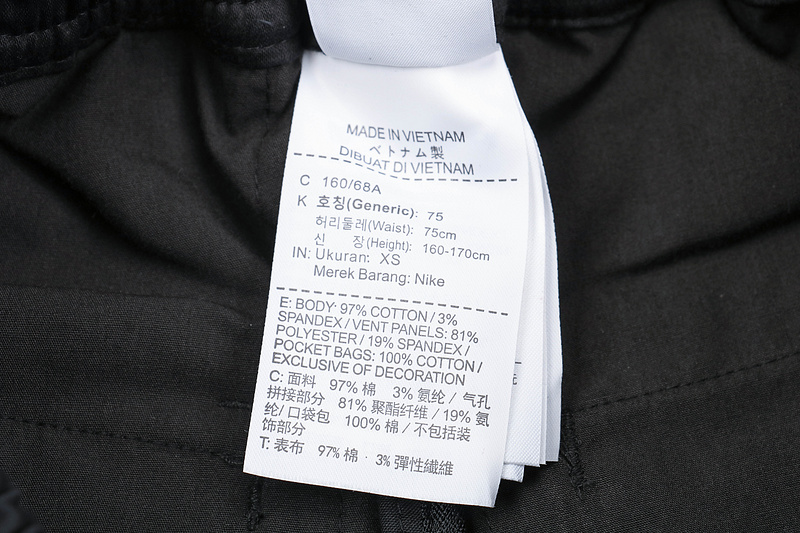 MADE IN VIETNAM
ベトナム製
DIBUAT DI VIETNAM
C 160/68A
K 호칭(Generic): 75
허리둘레(Waist): 75cm
신 장(Height): 160-170cm
IN: Ukuran: XS
Merek Barang: Nike
E: BODY: 97% COTTON / 3%
SPANDEX / VENT PANELS: 81%
POLYESTER / 19% SPANDEX /
POCKET BAGS: 100% COTTON /
EXCLUSIVE OF DECORATION
C: 面料 97% 棉 3% 氨纶 / 气孔
拼接部分 81% 聚酯纤维 / 19% 氨
纶/ 口袋包 100% 棉 / 不包括装
饰部分
T: 表布 97% 棉 · 3% 彈性纖維